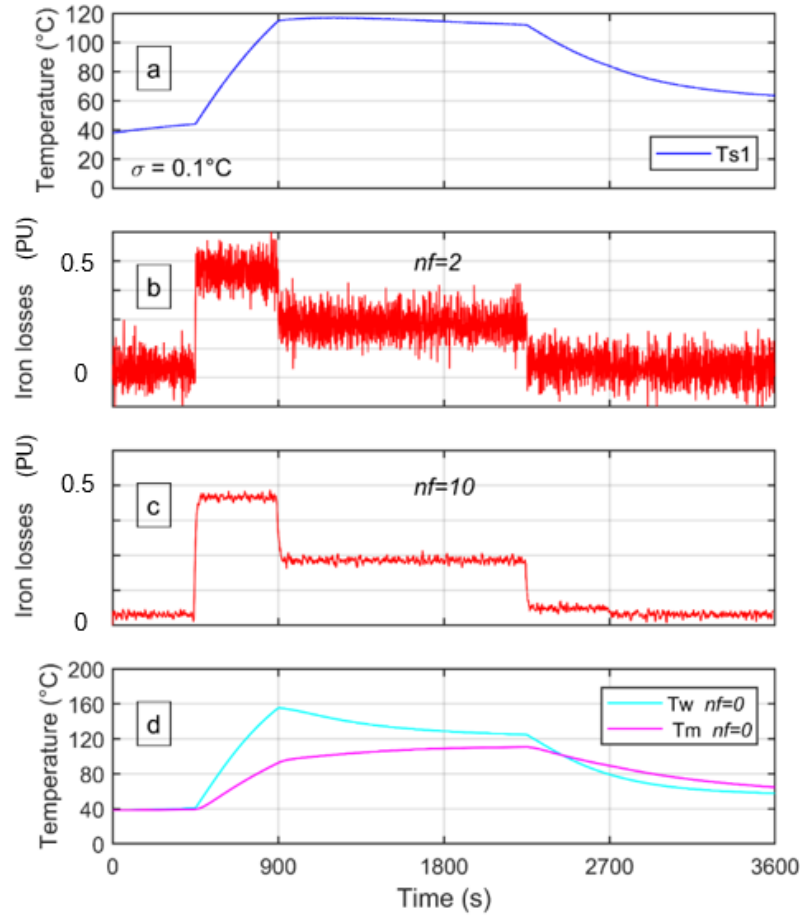 120
100
80
60
40
20
0
Temperature (°C)
a
σ = 0.1°C
Ts1
0.5
0
Iron losses (PU)
b
nf=2
0.5
0
Iron losses (PU)
c
nf=10
200
160
120
80
40
0
Temperature (°C)
d
Tw nf=0
Tm nf=0
0 900 1800 2700 3600
Time (s)